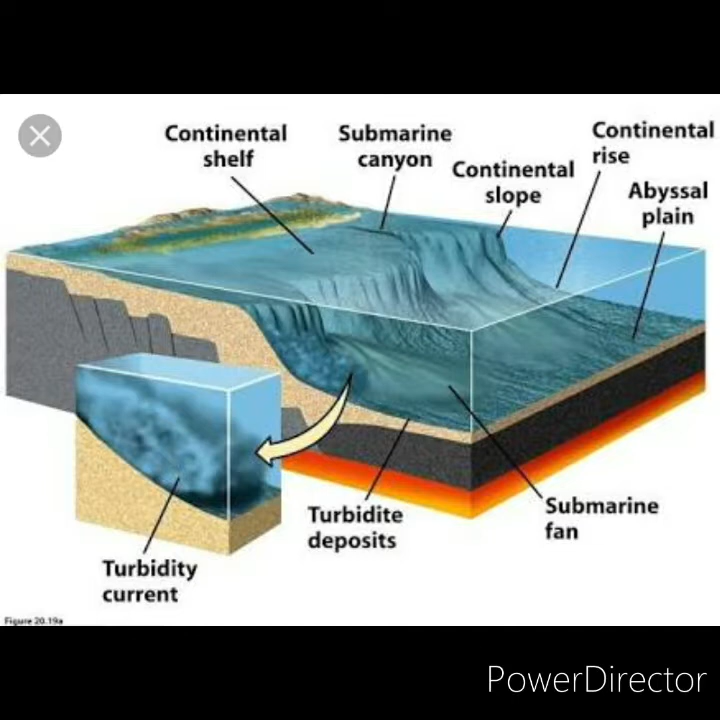 Continental
shelf
Submarine
canyon
Continental
slope
Continental
rise
Abyssal
plain
Turbidity
current
Turbidite
deposits
Submarine
fan
Figure 20.19a
PowerDirector